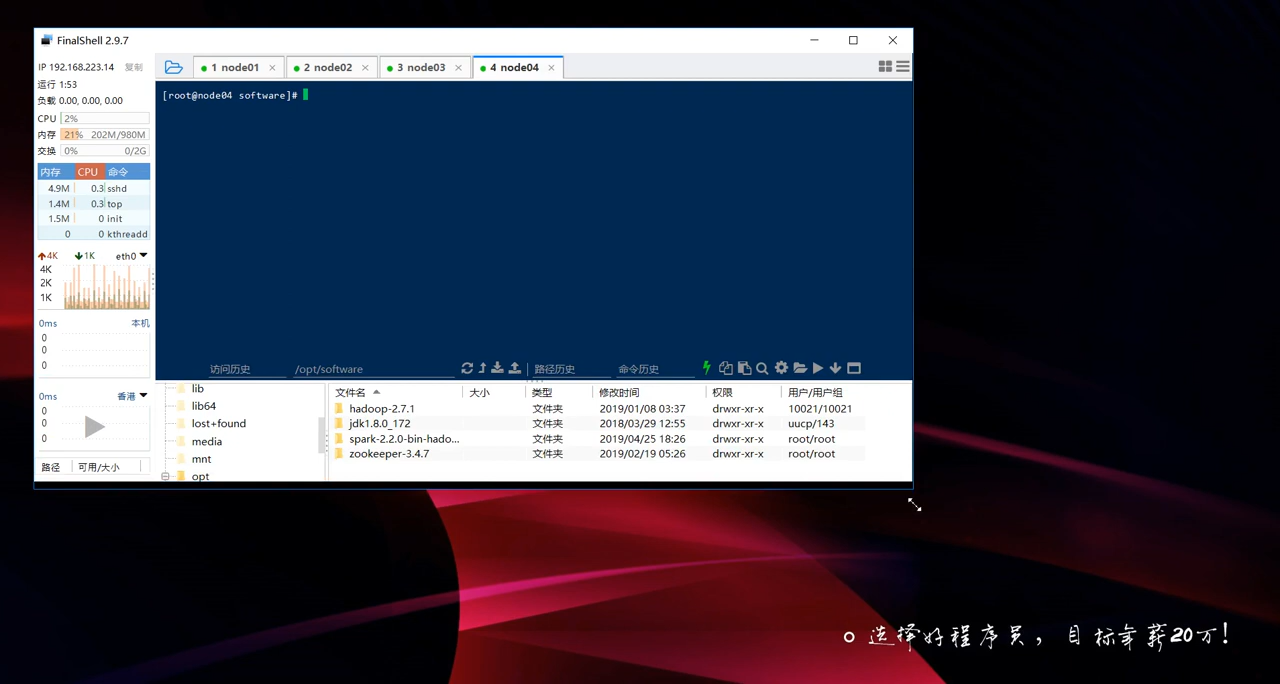 FinalShell 2.9.7
IP 192.168.223.14 复制
运行 1:53
负载 0.00, 0.00, 0.00
CPU 2%
内存 21% 202M/980M
交换 0% 0/2G
内存 CPU 命令
4.9M 0.3 sshd
1.4M 0.3 top
1.5M 0 init
0 0 kthreadd
4K 1K eth0
4K
2K
1K
0ms 本机
0
0
0
0ms 香港
0
0
0
路径 可用/大小
1 node01 2 node02 3 node03 4 node04
[root@node04 software]#
访问历史 /opt/software 路径历史 命令历史
lib
lib64
lost+found
media
mnt
opt
文件名 大小 类型 修改时间 权限 用户/用户组
hadoop-2.7.1 文件夹 2019/01/08 03:37 drwxr-xr-x 10021/10021
jdk1.8.0_172 文件夹 2018/03/29 12:55 drwxr-xr-x uucp/143
spark-2.2.0-bin-hado... 文件夹 2019/04/25 18:26 drwxr-xr-x root/root
zookeeper-3.4.7 文件夹 2019/02/19 05:26 drwxr-xr-x root/root
选择好程序员，目标年薪20万!